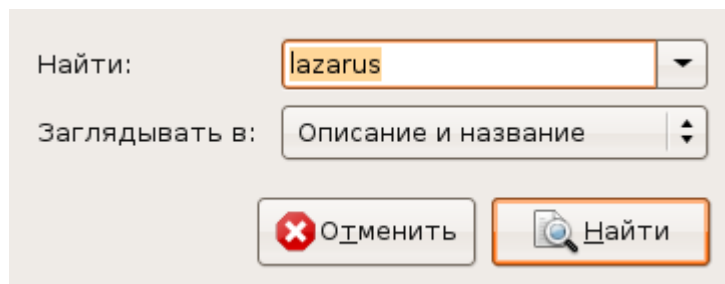 Найти: lazarus
Заглядывать в: Описание и название
Отменить Найти